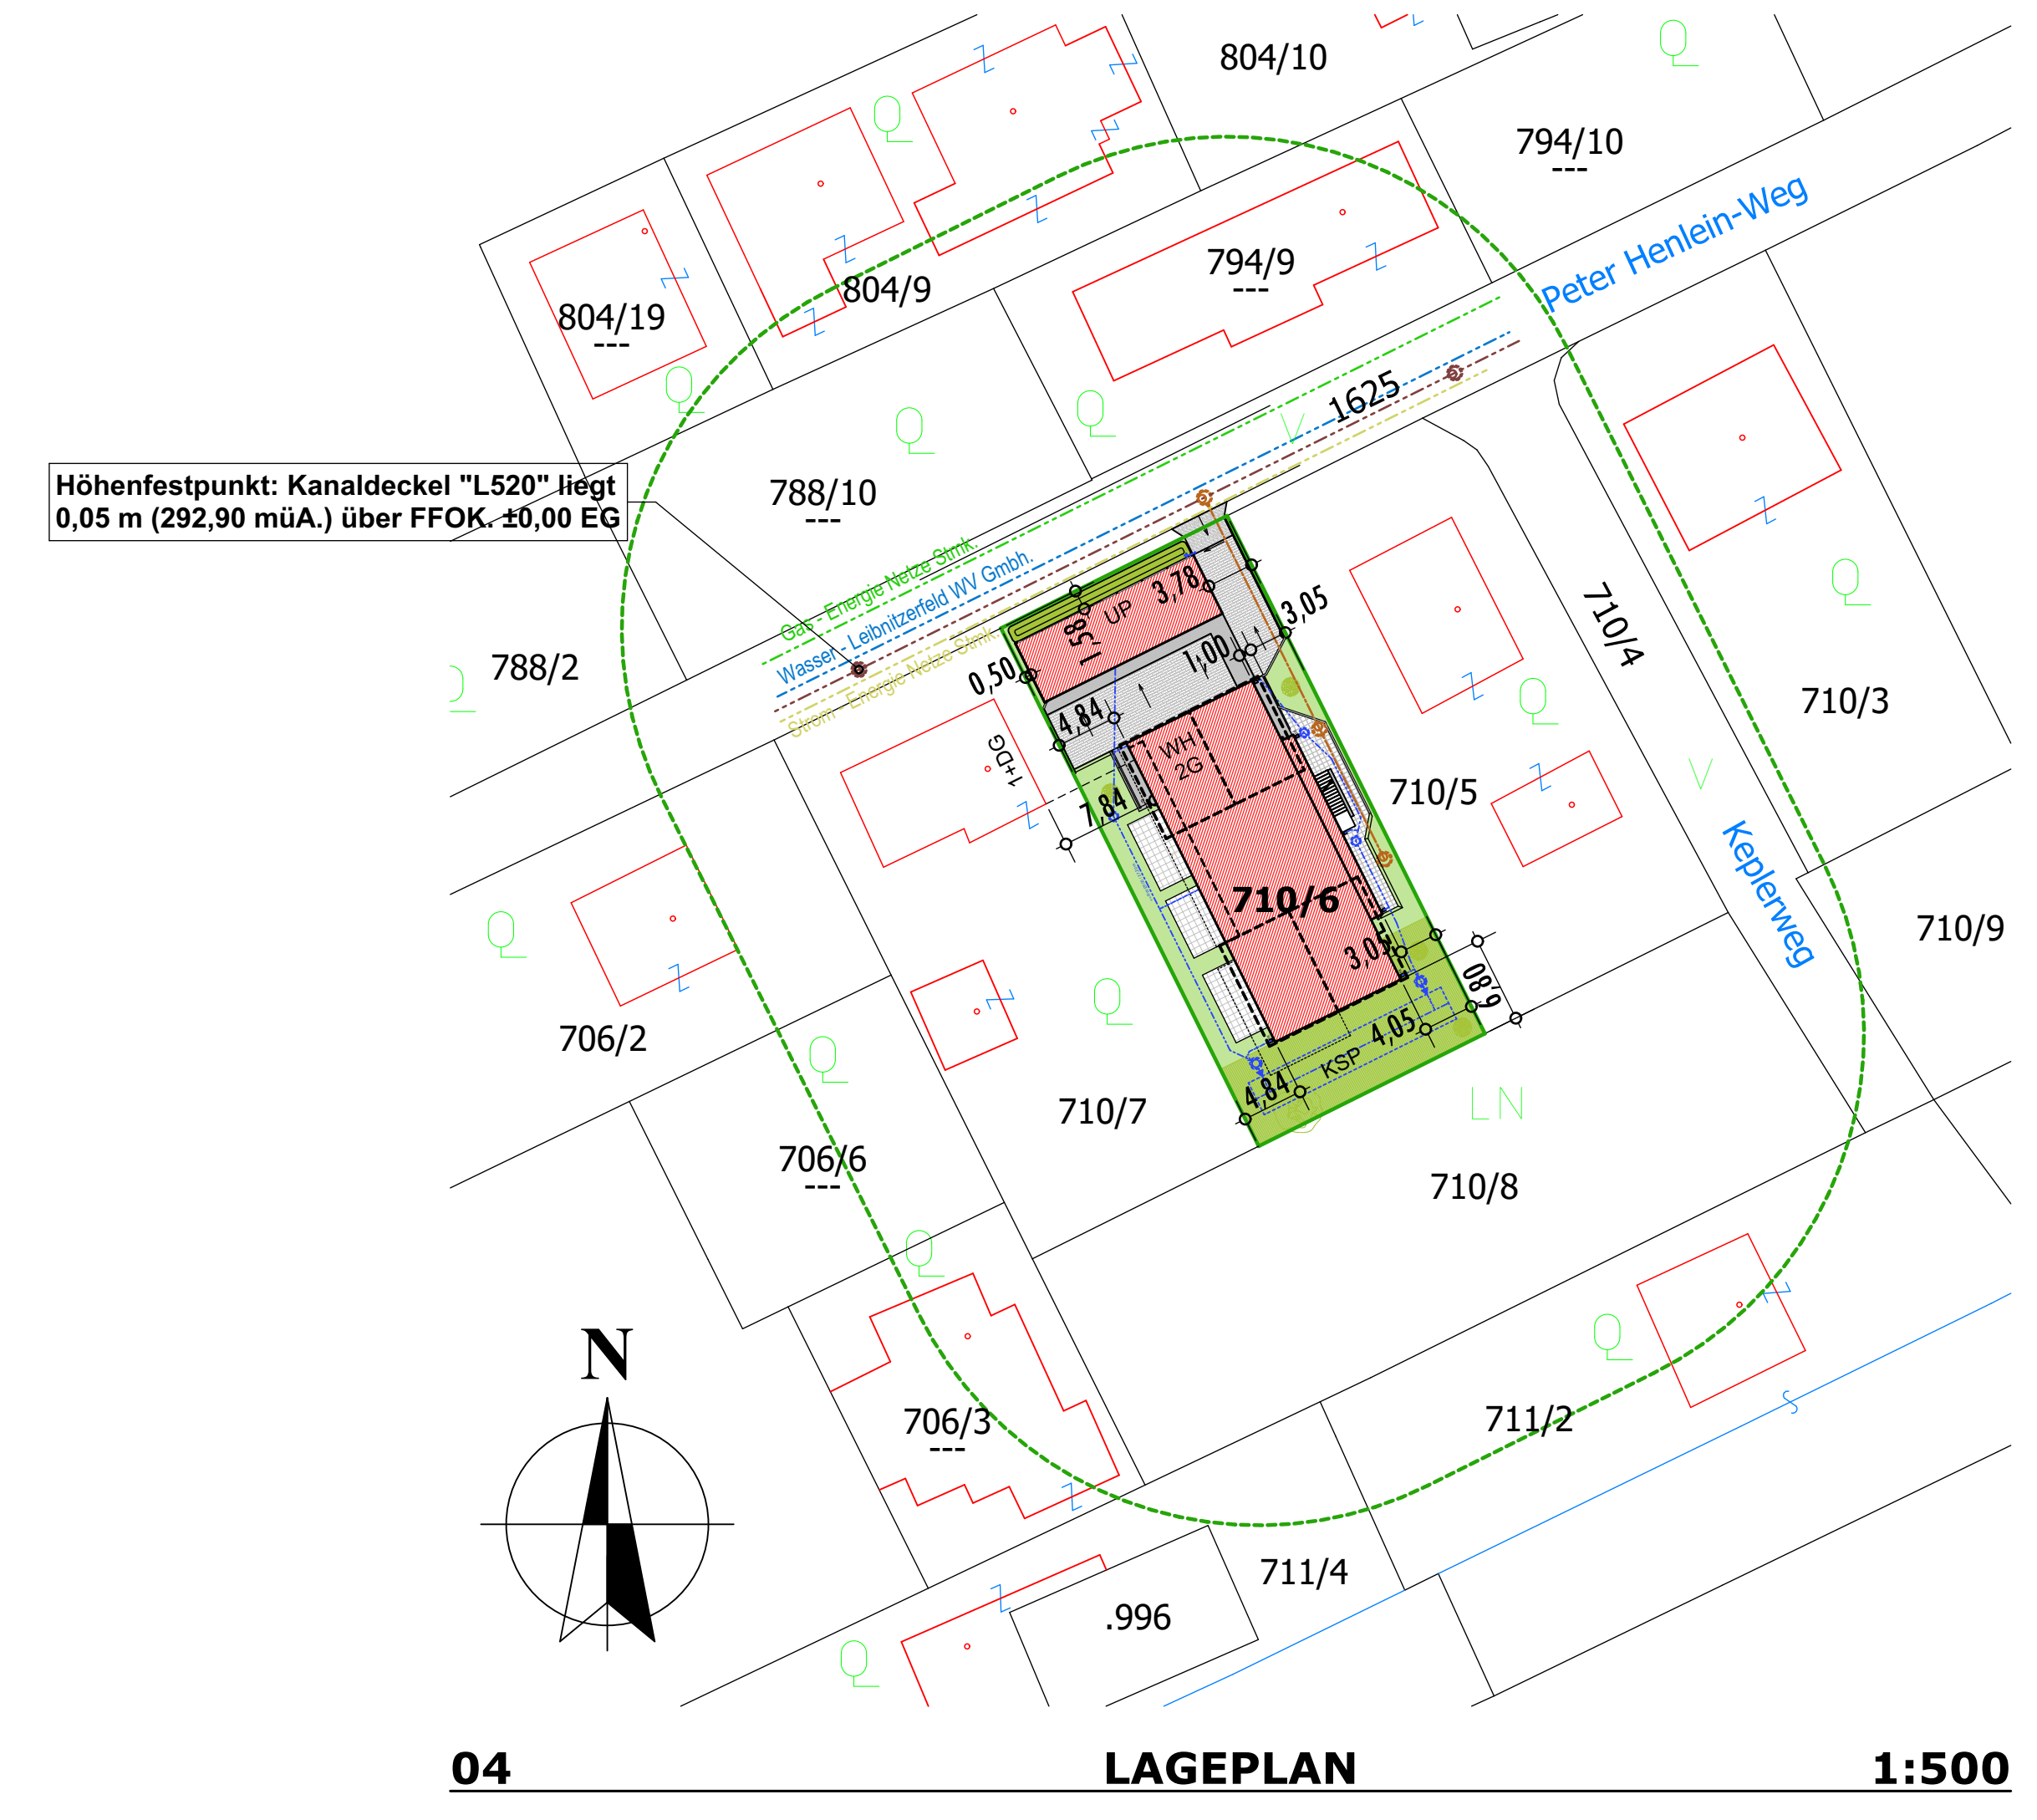 804/10
794/10
---
Peter Henlein-Weg
794/9
---
804/9
804/19
---
1625
Höhenfestpunkt: Kanaldeckel "L520" liegt
0,05 m (292,90 müA.) über FFOK. ±0,00 EG
788/10
---
Gas - Energie Netze Stmk.
Wasser - Leibnitzerfeld WV Gmbh.
Strom - Energie Netze Stmk.
3,78
UP
1,58
3,05
1,00
0,50
4,84
788/2
710/4
710/3
1+DG
WH
2G
7,84
710/5
710/6
Keplerweg
710/9
3,05
6,80
4,05
KSP
4,84
706/2
710/7
LN
706/6
---
710/8
N
706/3
---
711/2
711/4
.996
04 LAGEPLAN 1:500